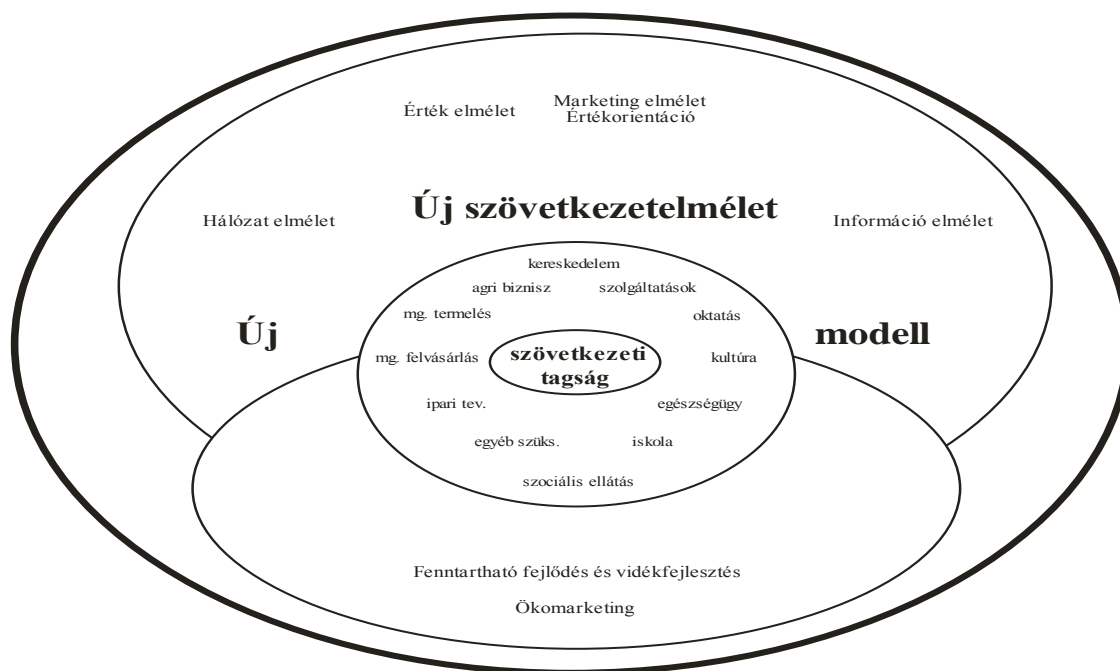 Érték elmélet
Marketing elmélet
Értékorientáció
Új szövetkezetelmélet
Hálózat elmélet
Információ elmélet
kereskedelem
agri biznisz
szolgáltatások
mg. termelés
oktatás
Új
modell
mg. felvásárlás
szövetkezeti
tagság
kultúra
ipari tev.
egészségügy
egyéb szüks.
iskola
szociális ellátás
Fenntartható fejlődés és vidékfejlesztés
Ökomarketing